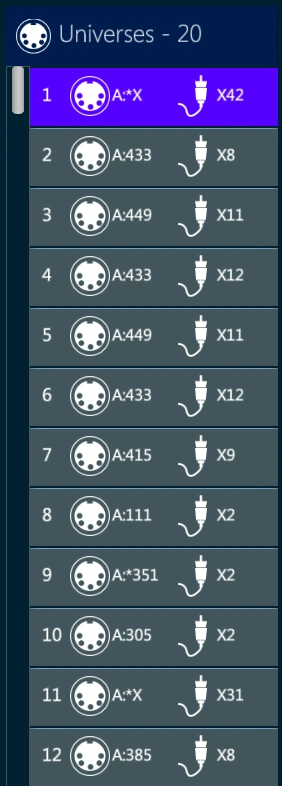 Universes - 20
1 A:*X X42
2 A:433 X8
3 A:449 X11
4 A:433 X12
5 A:449 X11
6 A:433 X12
7 A:415 X9
8 A:111 X2
9 A:*351 X2
10 A:305 X2
11 A:*X X31
12 A:385 X8